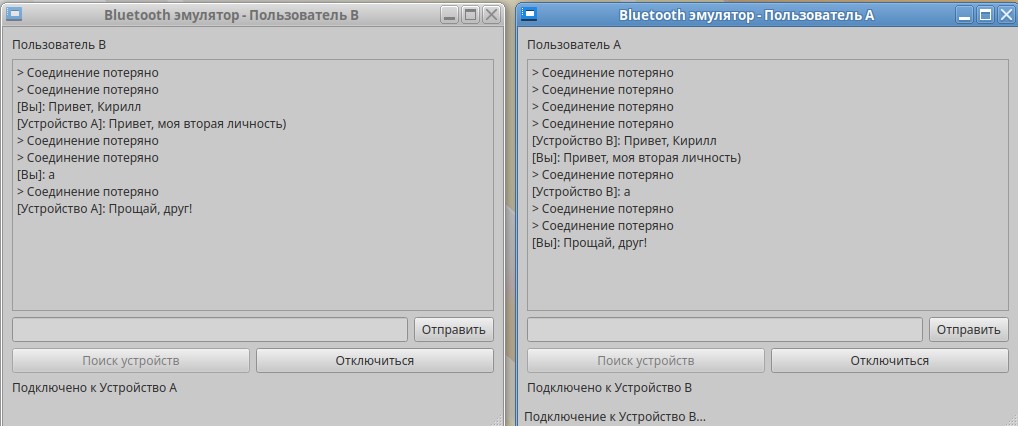 Bluetooth эмулятор - Пользователь B
Пользователь B
> Соединение потеряно
> Соединение потеряно
[Вы]: Привет, Кирилл
[Устройство A]: Привет, моя вторая личность)
> Соединение потеряно
> Соединение потеряно
[Вы]: а
> Соединение потеряно
[Устройство A]: Прощай, друг!
Отправить
Поиск устройств
Отключиться
Подключено к Устройство A
Bluetooth эмулятор - Пользователь A
Пользователь A
> Соединение потеряно
> Соединение потеряно
> Соединение потеряно
> Соединение потеряно
[Устройство B]: Привет, Кирилл
[Вы]: Привет, моя вторая личность)
> Соединение потеряно
[Устройство B]: а
> Соединение потеряно
> Соединение потеряно
[Вы]: Прощай, друг!
Отправить
Поиск устройств
Отключиться
Подключено к Устройство B
Подключение к Устройство B...